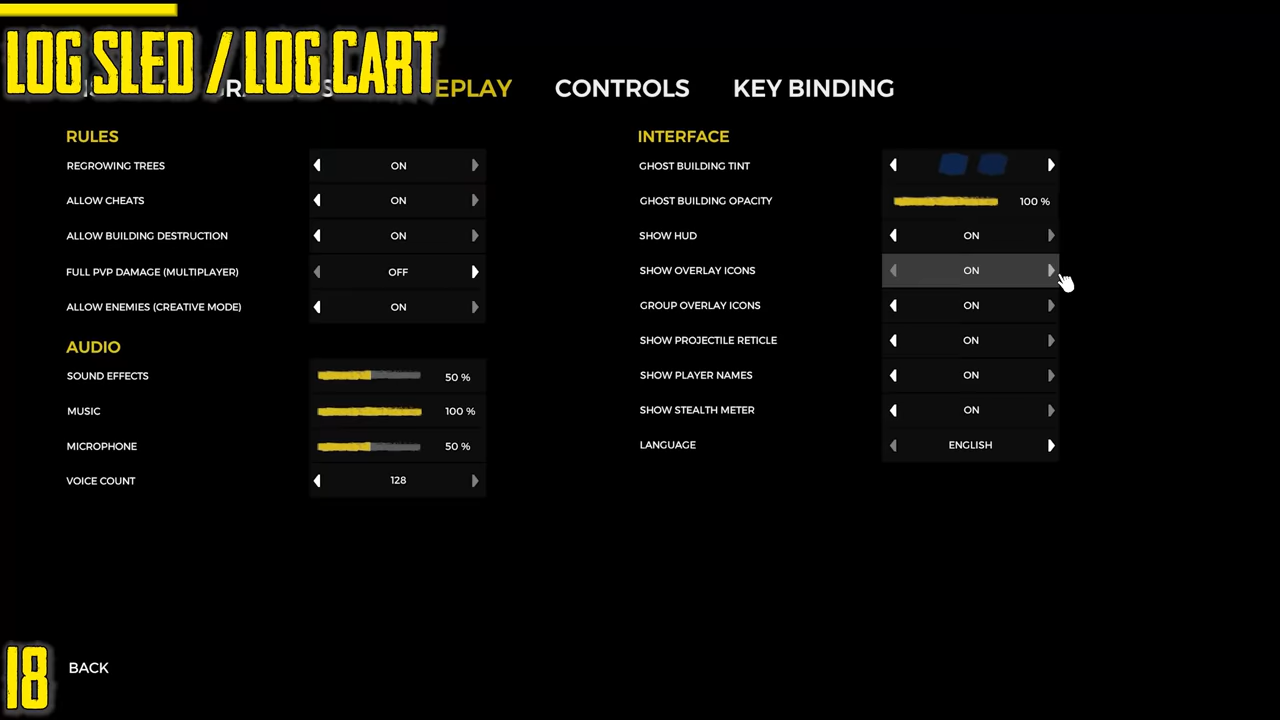 LOG SLED / LOG CART
EPLAY CONTROLS KEY BINDING
RULES
REGROWING TREES ON
ALLOW CHEATS ON
ALLOW BUILDING DESTRUCTION ON
FULL PVP DAMAGE (MULTIPLAYER) OFF
ALLOW ENEMIES (CREATIVE MODE) ON
AUDIO
SOUND EFFECTS 50 %
MUSIC 100 %
MICROPHONE 50 %
VOICE COUNT 128
INTERFACE
GHOST BUILDING TINT
GHOST BUILDING OPACITY 100 %
SHOW HUD ON
SHOW OVERLAY ICONS ON
GROUP OVERLAY ICONS ON
SHOW PROJECTILE RETICLE ON
SHOW PLAYER NAMES ON
SHOW STEALTH METER ON
LANGUAGE ENGLISH
18 BACK